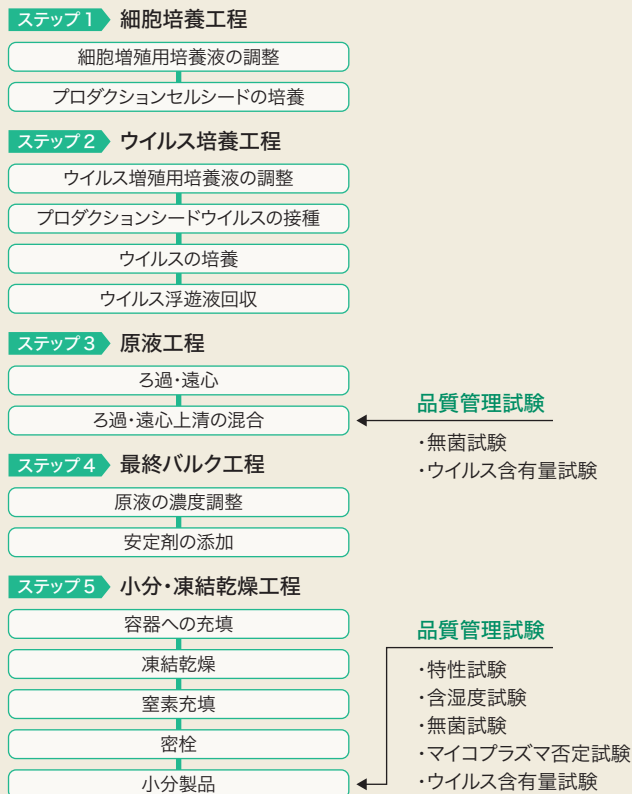 ステップ1 細胞培養工程
細胞増殖用培養液の調整
プロダクションセルシードの培養
ステップ2 ウイルス培養工程
ウイルス増殖用培養液の調整
プロダクションシードウイルスの接種
ウイルスの培養
ウイルス浮遊液回収
ステップ3 原液工程
ろ過・遠心
ろ過・遠心上清の混合
品質管理試験
・無菌試験
・ウイルス含有量試験
ステップ4 最終バルク工程
原液の濃度調整
安定剤の添加
ステップ5 小分・凍結乾燥工程
容器への充填
凍結乾燥
窒素充填
密栓
小分製品
品質管理試験
・特性試験
・含湿度試験
・無菌試験
・マイコプラズマ否定試験
・ウイルス含有量試験